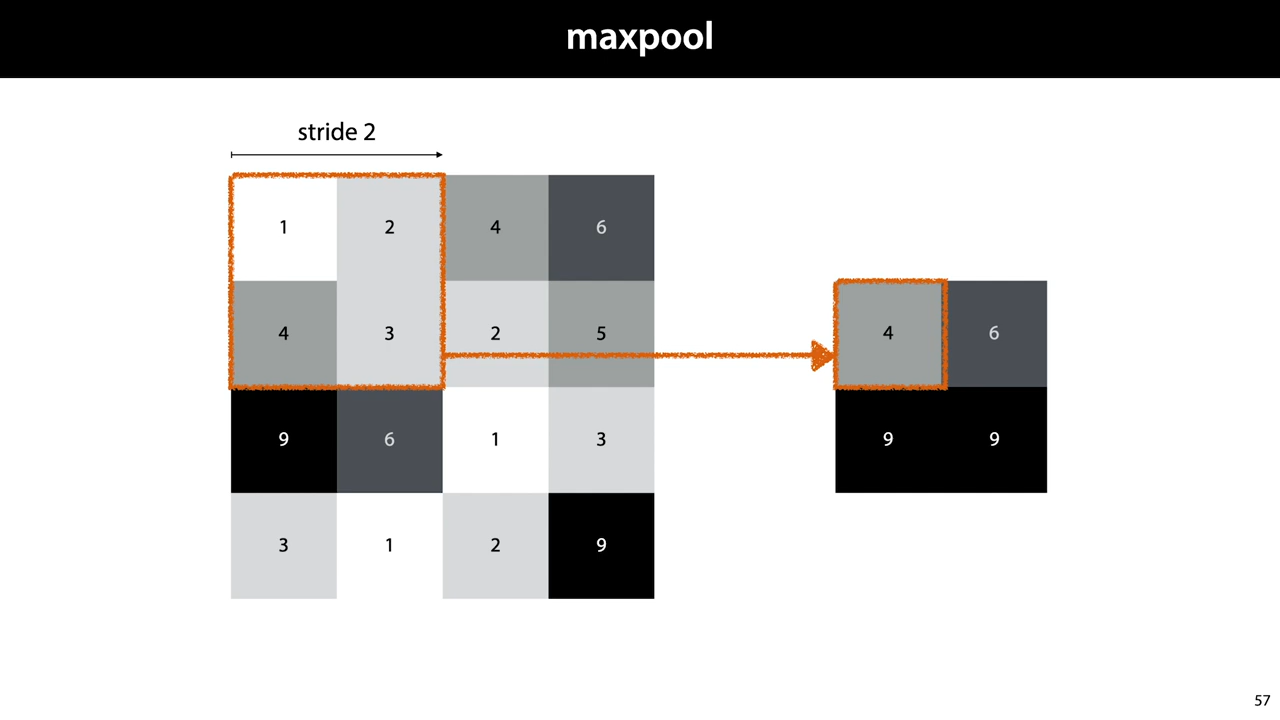 maxpool
stride 2
1 2 4 6
4 3 2 5
4 6
9 6 1 3
9 9
3 1 2 9
57